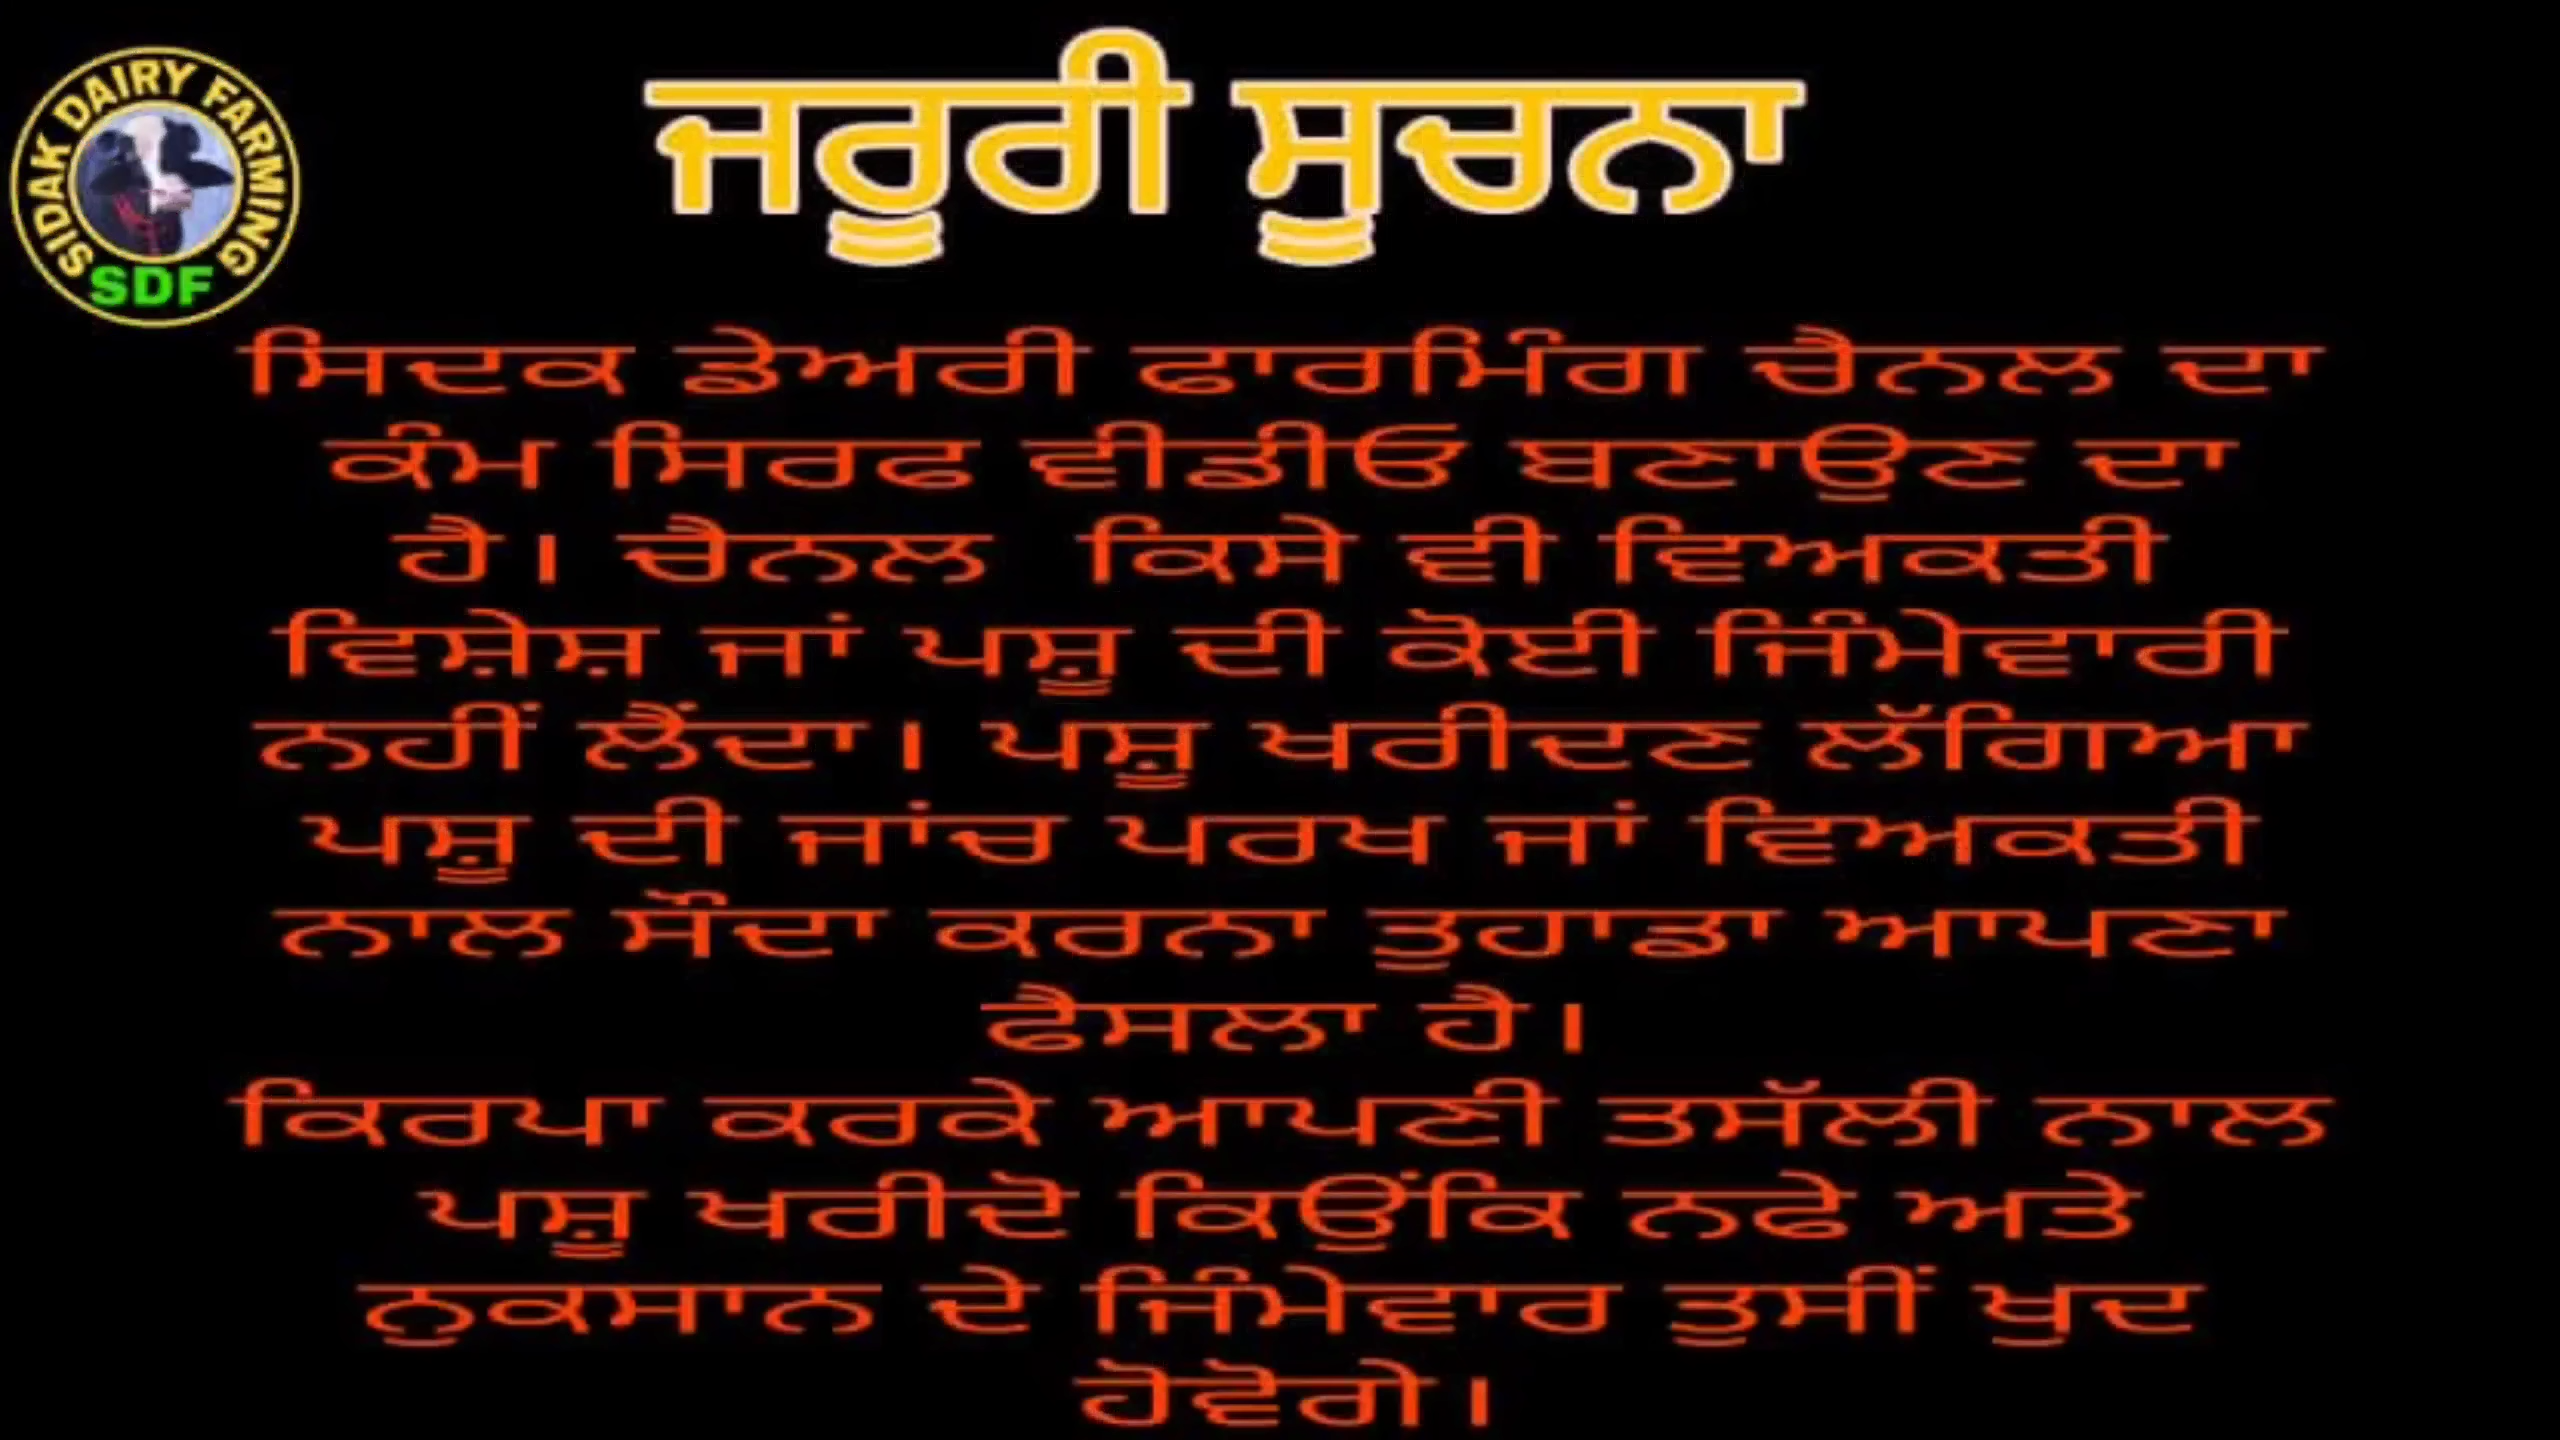 SIDAK DAIRY FARMING
SDF
ਜਰੂਰੀ ਸੂਚਨਾ
ਸਿਦਕ ਡੇਅਰੀ ਫਾਰਮਿੰਗ ਚੈਨਲ ਦਾ
ਕੰਮ ਸਿਰਫ ਵੀਡੀਓ ਬਣਾਉਣ ਦਾ
ਹੈ। ਚੈਨਲ ਕਿਸੇ ਵੀ ਵਿਅਕਤੀ
ਵਿਸ਼ੇਸ਼ ਜਾਂ ਪਸ਼ੂ ਦੀ ਕੋਈ ਜਿੰਮੇਵਾਰੀ
ਨਹੀਂ ਲੈਂਦਾ। ਪਸ਼ੂ ਖਰੀਦਣ ਲੱਗਿਆ
ਪਸ਼ੂ ਦੀ ਜਾਂਚ ਪਰਖ ਜਾਂ ਵਿਅਕਤੀ
ਨਾਲ ਸੌਦਾ ਕਰਨਾ ਤੁਹਾਡਾ ਆਪਣਾ
ਫੈਸਲਾ ਹੈ।
ਕਿਰਪਾ ਕਰਕੇ ਆਪਣੀ ਤਸੱਲੀ ਨਾਲ
ਪਸ਼ੂ ਖਰੀਦੋ ਕਿਉਂਕਿ ਨਫੇ ਅਤੇ
ਨੁਕਸਾਨ ਦੇ ਜਿੰਮੇਵਾਰ ਤੁਸੀਂ ਖੁਦ
ਹੋਵੋਗੇ।